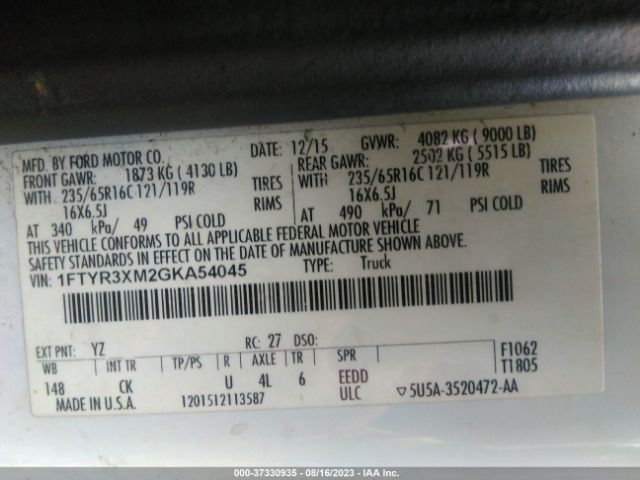 MFD. BY FORD MOTOR CO. DATE: 12/15 GVWR: 4082 KG ( 9000 LB)
FRONT GAWR: 1873 KG ( 4130 LB) REAR GAWR: 2502 KG ( 5515 LB)
WITH 235/65R16C 121/119R TIRES WITH 235/65R16C 121/119R TIRES
16X6.5J RIMS 16X6.5J RIMS
AT 340 kPa/ 49 PSI COLD AT 490 kPa/ 71 PSI COLD
THIS VEHICLE CONFORMS TO ALL APPLICABLE FEDERAL MOTOR VEHICLE
SAFETY STANDARDS IN EFFECT ON THE DATE OF MANUFACTURE SHOWN ABOVE.
VIN: 1FTYR3XM2GKA54045 TYPE: Truck
EXT PNT: YZ RC: 27 DSO:
WB INT TR TP/PS R AXLE TR SPR F1062
148 CK U 4L 6 EEDD T1805
MADE IN U.S.A. 1201512113587 ULC ▽5U5A-3520472-AA
000-37330935 - 08/16/2023 - IAA Inc.